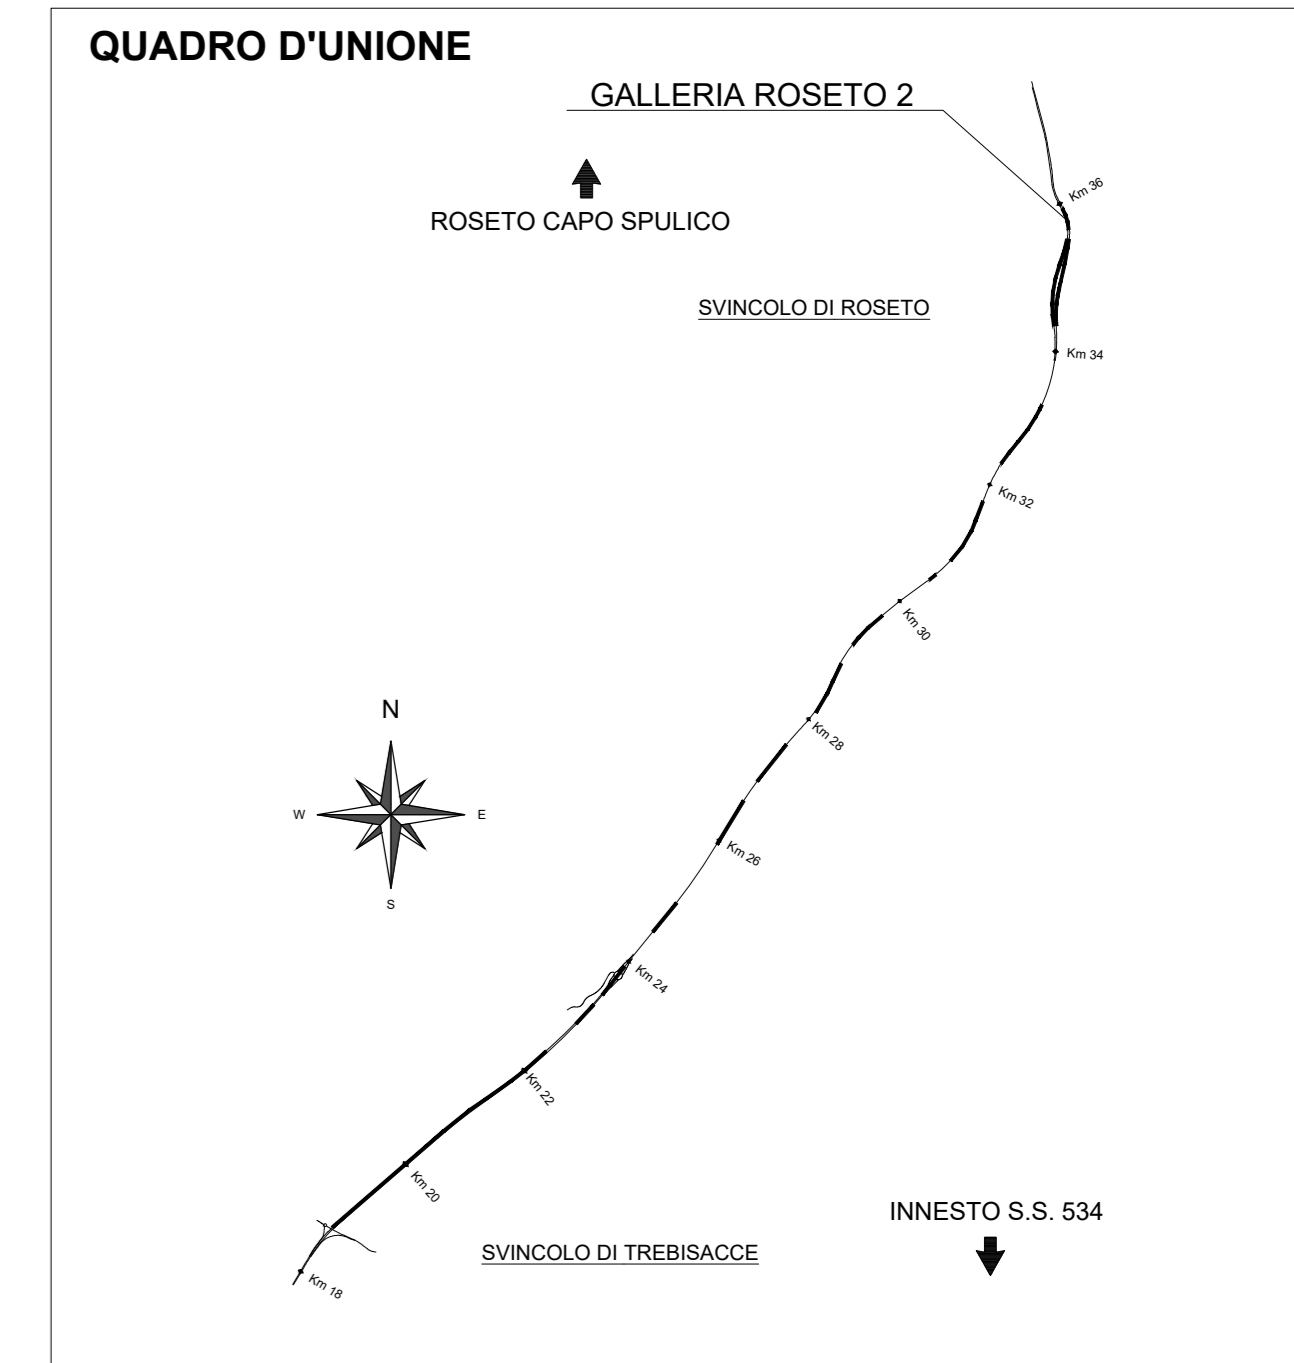 QUADRO D'UNIONE
GALLERIA ROSETO 2
Km 36
ROSETO CAPO SPULICO
SVINCOLO DI ROSETO
Km 34
Km 32
Km 30
N
Km 28
W
E
Km 26
S
Km 24
Km 22
Km 20
INNESTO S.S. 534
SVINCOLO DI TREBISACCE
Km 18